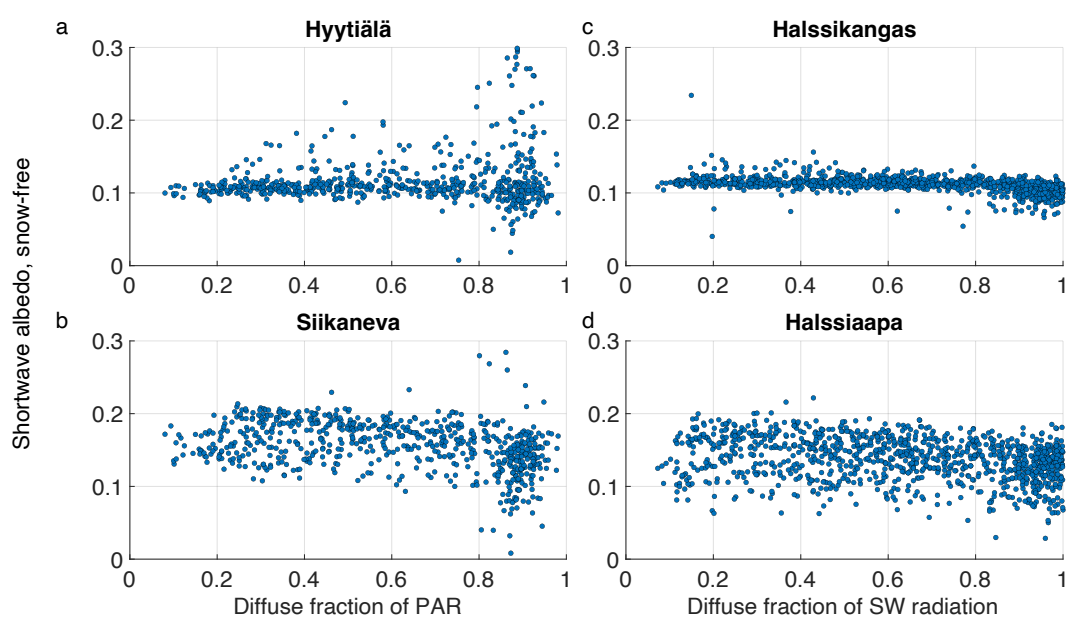 a Hyytiälä
0.3
0.2
0.1
0
0 0.2 0.4 0.6 0.8 1
c Halssikangas
0.3
0.2
0.1
0
0 0.2 0.4 0.6 0.8 1
Shortwave albedo, snow-free
b Siikaneva
0.3
0.2
0.1
0
0 0.2 0.4 0.6 0.8 1
Diffuse fraction of PAR
d Halssiaapa
0.3
0.2
0.1
0
0 0.2 0.4 0.6 0.8 1
Diffuse fraction of SW radiation